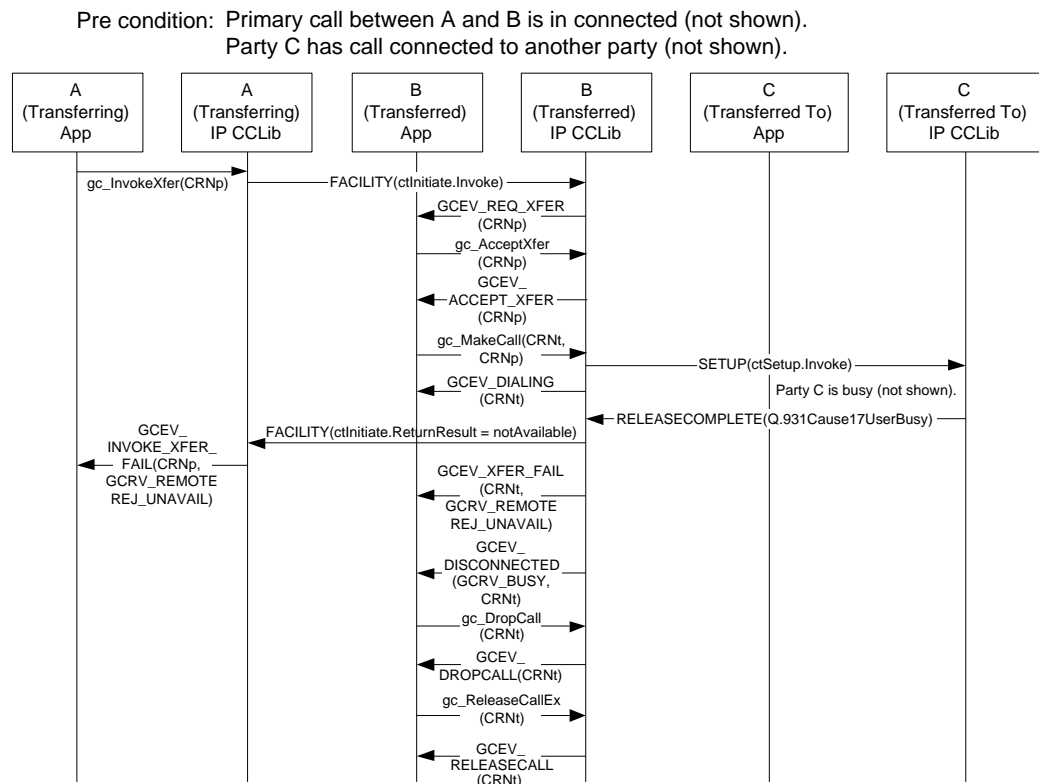 Pre condition: Primary call between A and B is in connected (not shown).
Party C has call connected to another party (not shown).
A
(Transferring)
App
A
(Transferring)
IP CCLib
B
(Transferred)
App
B
(Transferred)
IP CCLib
C
(Transferred To)
App
C
(Transferred To)
IP CCLib
gc_InvokeXfer(CRNp)
FACILITY(ctInitiate.Invoke)
GCEV_REQ_XFER
(CRNp)
gc_AcceptXfer
(CRNp)
GCEV_
ACCEPT_XFER
(CRNp)
gc_MakeCall(CRNt,
CRNp)
SETUP(ctSetup.Invoke)
GCEV_DIALING
(CRNt)
Party C is busy (not shown).
RELEASECOMPLETE(Q.931Cause17UserBusy)
FACILITY(ctInitiate.ReturnResult = notAvailable)
GCEV_
INVOKE_XFER_
FAIL(CRNp,
GCRV_REMOTE
REJ_UNAVAIL)
GCEV_XFER_FAIL
(CRNt,
GCRV_REMOTE
REJ_UNAVAIL)
GCEV_
DISCONNECTED
(GCRV_BUSY,
CRNt)
gc_DropCall
(CRNt)
GCEV_
DROPCALL(CRNt)
gc_ReleaseCallEx
(CRNt)
GCEV_
RELEASECALL
(CRNt)